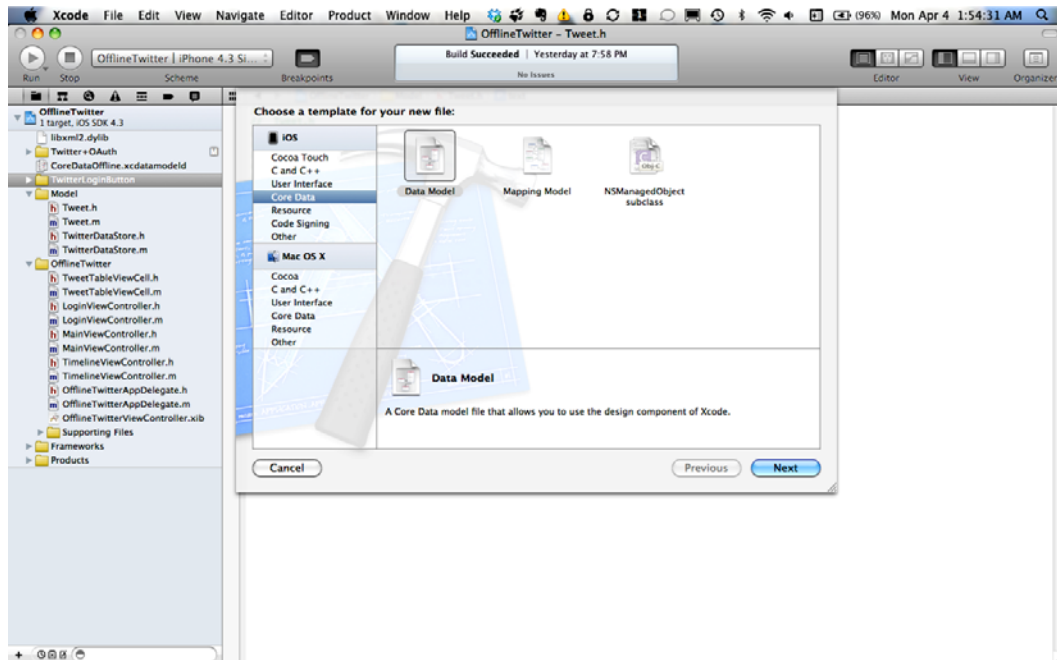 Xcode File Edit View Navigate Editor Product Window Help (96%) Mon Apr 4 1:54:31 AM
OfflineTwitter – Tweet.h
OfflineTwitter | iPhone 4.3 Si...
Build Succeeded | Yesterday at 7:58 PM
No Issues
Run Stop Scheme Breakpoints Editor View Organizer
OfflineTwitter
1 target, iOS SDK 4.3
libxml2.dylib
Twitter+OAuth
CoreDataOffline.xcdatamodeld
TwitterLoginButton
Model
Tweet.h
Tweet.m
TwitterDataStore.h
TwitterDataStore.m
OfflineTwitter
TweetTableViewCell.h
TweetTableViewCell.m
LoginViewController.h
LoginViewController.m
MainViewController.h
MainViewController.m
TimelineViewController.h
TimelineViewController.m
OfflineTwitterAppDelegate.h
OfflineTwitterAppDelegate.m
OfflineTwitterViewController.xib
Supporting Files
Frameworks
Products
Choose a template for your new file:
iOS
Cocoa Touch
C and C++
User Interface
Core Data
Resource
Code Signing
Other
Mac OS X
Cocoa
C and C++
User Interface
Core Data
Resource
Other
Data Model
Mapping Model
NSManagedObject
subclass
Data Model
A Core Data model file that allows you to use the design component of Xcode.
Cancel
Previous
Next